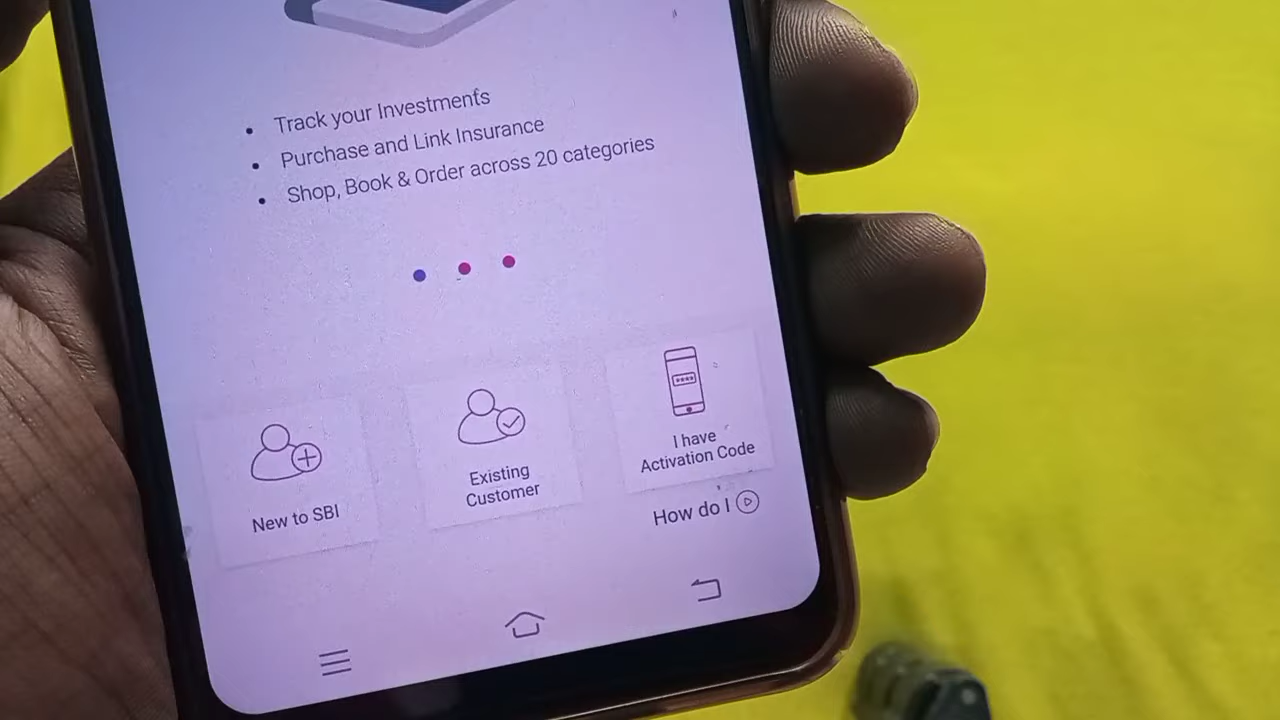 Track your Investments
Purchase and Link Insurance
Shop, Book & Order across 20 categories
New to SBI
Existing
Customer
I have
Activation Code
How do I